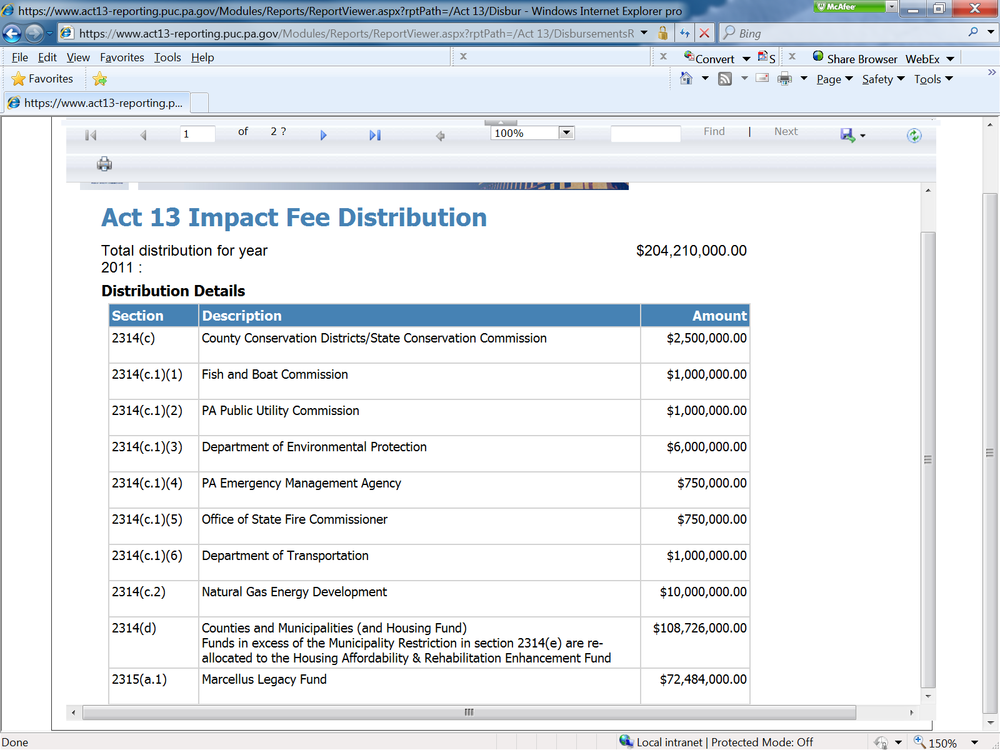 https://www.act13-reporting.puc.pa.gov/Modules/Reports/ReportViewer.aspx?rptPath=/Act 13/Disbur - Windows Internet Explorer pro
McAfee
https://www.act13-reporting.puc.pa.gov/Modules/Reports/ReportViewer.aspx?rptPath=/Act 13/DisbursementsR
Bing
File Edit View Favorites Tools Help
x x Convert S x Share Browser WebEx
Favorites
Page Safety Tools
https://www.act13-reporting.p...
1 of 2 ? 100% Find | Next
Act 13 Impact Fee Distribution
Total distribution for year $204,210,000.00
2011 :
Distribution Details
Section Description Amount
2314(c) County Conservation Districts/State Conservation Commission $2,500,000.00
2314(c.1)(1) Fish and Boat Commission $1,000,000.00
2314(c.1)(2) PA Public Utility Commission $1,000,000.00
2314(c.1)(3) Department of Environmental Protection $6,000,000.00
2314(c.1)(4) PA Emergency Management Agency $750,000.00
2314(c.1)(5) Office of State Fire Commissioner $750,000.00
2314(c.1)(6) Department of Transportation $1,000,000.00
2314(c.2) Natural Gas Energy Development $10,000,000.00
2314(d) Counties and Municipalities (and Housing Fund) $108,726,000.00
Funds in excess of the Municipality Restriction in section 2314(e) are re-
allocated to the Housing Affordability & Rehabilitation Enhancement Fund
2315(a.1) Marcellus Legacy Fund $72,484,000.00
Done Local intranet | Protected Mode: Off 150%